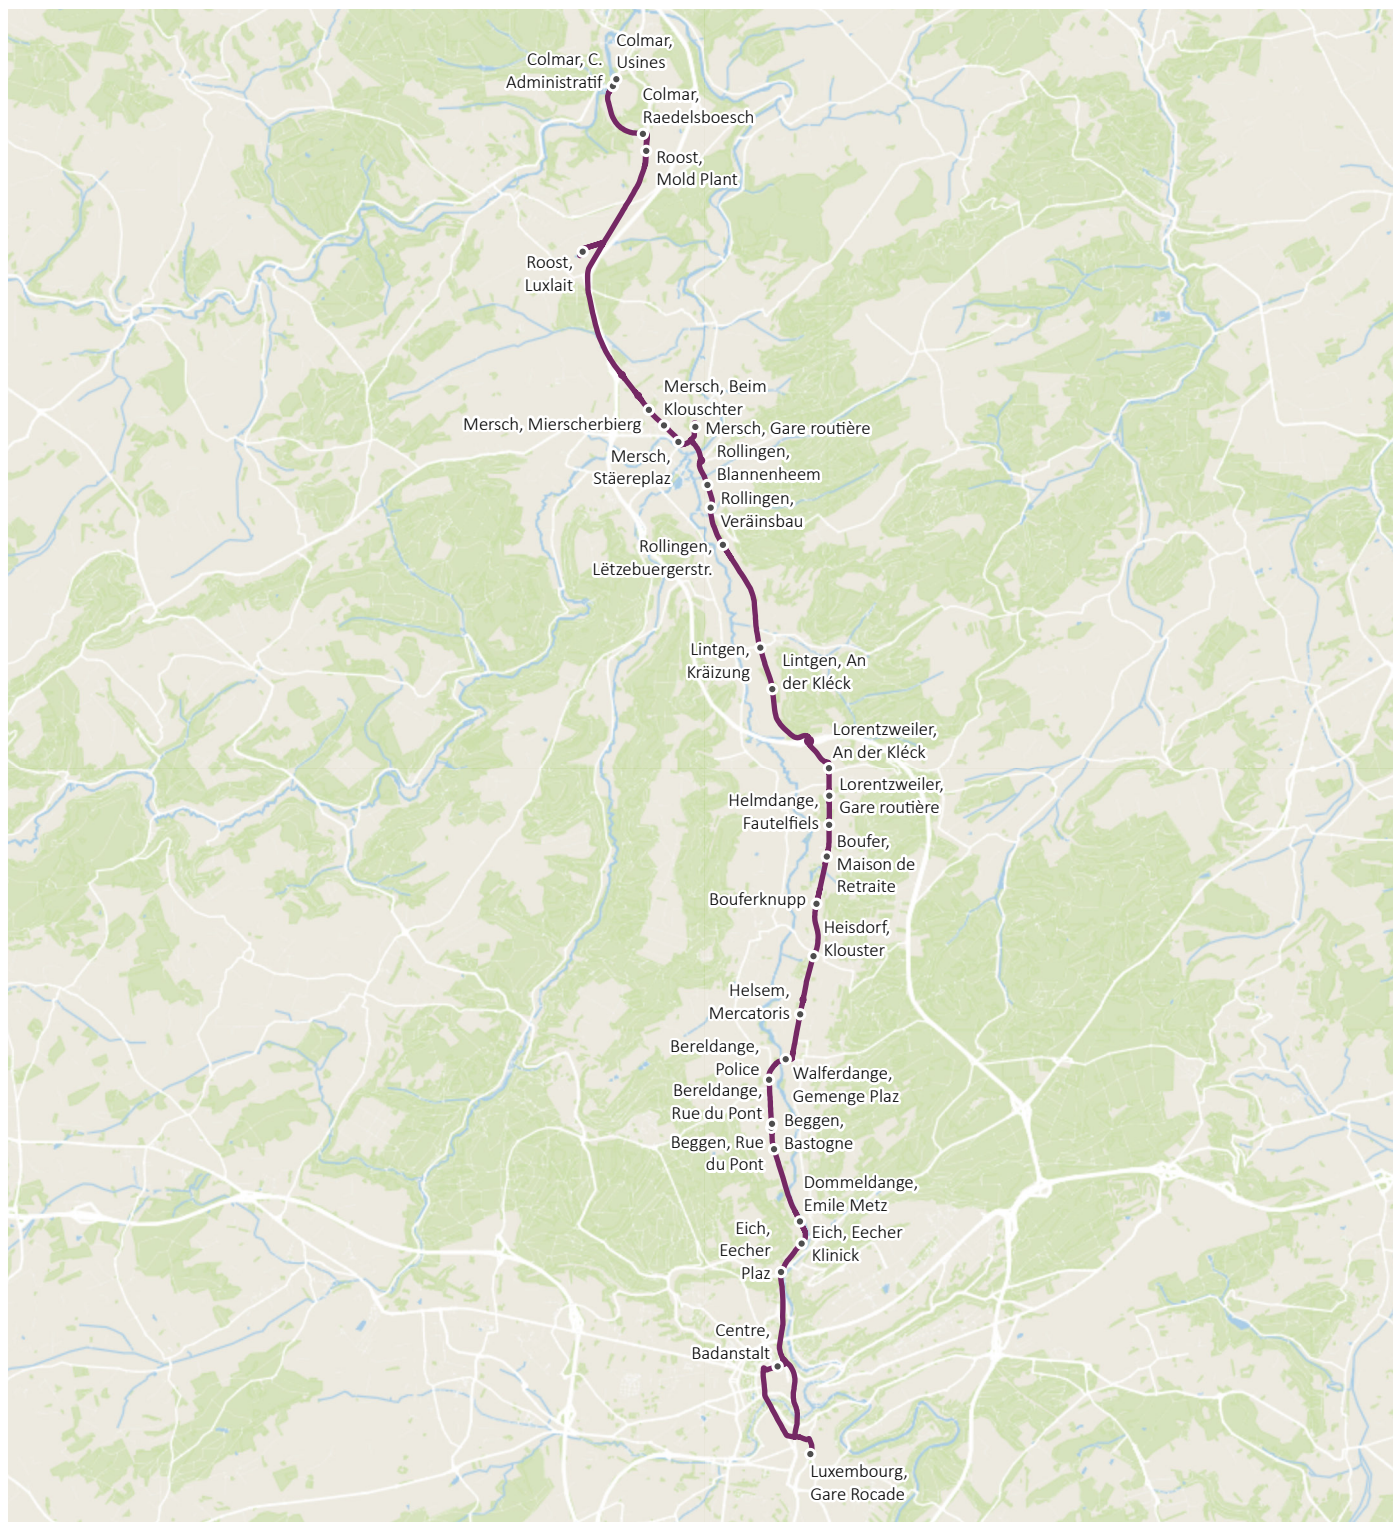 Colmar,
Usines
Colmar, C.
Administratif
Colmar,
Raedelsboesch
Roost,
Mold Plant
Roost,
Luxlait
Mersch, Beim
Klouschter
Mersch, Mierscherbierg
Mersch, Gare routière
Mersch,
Stäereplaz
Rollingen,
Blannenheem
Rollingen,
Veräinsbau
Rollingen,
Lëtzebuergerstr.
Lintgen,
Kräizung
Lintgen, An
der Kléck
Lorentzweiler,
An der Kléck
Lorentzweiler,
Gare routière
Helmdange,
Fautelfiels
Boufer,
Maison de
Retraite
Bouferknupp
Heisdorf,
Klouster
Helsem,
Mercatoris
Bereldange,
Police
Walferdange,
Gemenge Plaz
Bereldange,
Rue du Pont
Beggen,
Bastogne
Beggen, Rue
du Pont
Dommeldange,
Emile Metz
Eich, Eecher
Klinick
Eich,
Eecher
Plaz
Centre,
Badanstalt
Luxembourg,
Gare Rocade